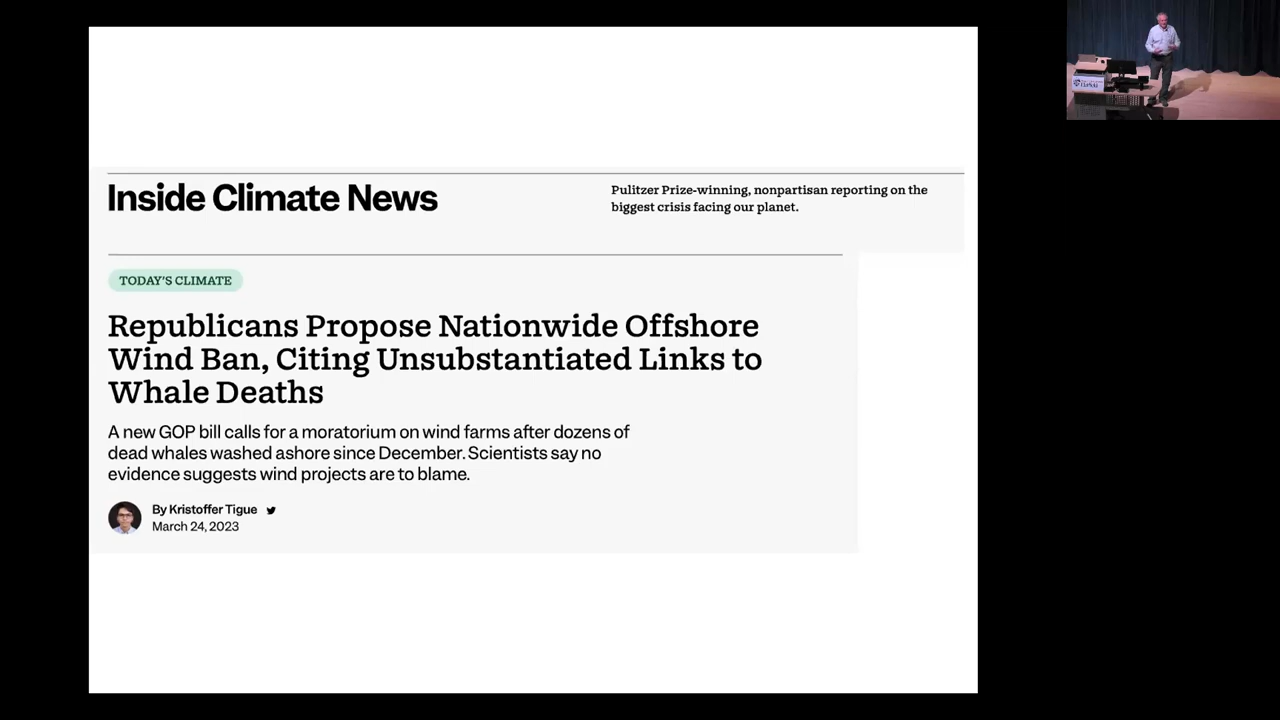 Inside Climate News
Pulitzer Prize-winning, nonpartisan reporting on the
biggest crisis facing our planet.
TODAY'S CLIMATE
Republicans Propose Nationwide Offshore
Wind Ban, Citing Unsubstantiated Links to
Whale Deaths
A new GOP bill calls for a moratorium on wind farms after dozens of
dead whales washed ashore since December. Scientists say no
evidence suggests wind projects are to blame.
By Kristoffer Tigue
March 24, 2023